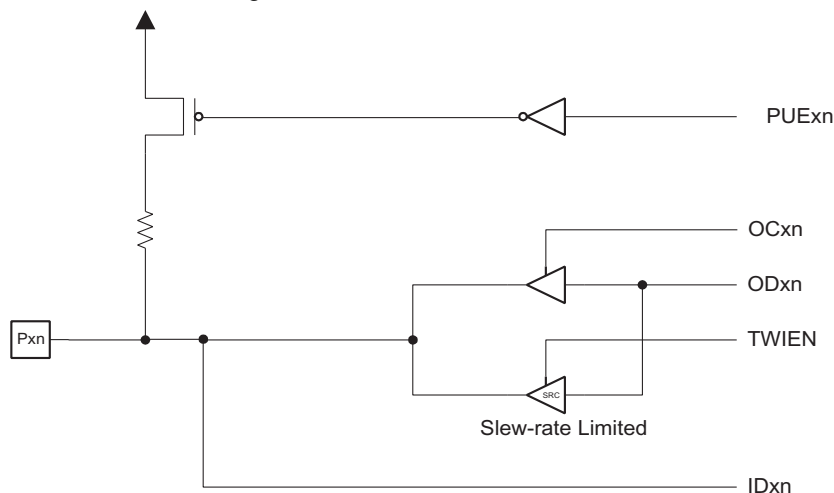 PUExn
OCxn
ODxn
Pxn
TWIEN
SRC
Slew-rate Limited
IDxn